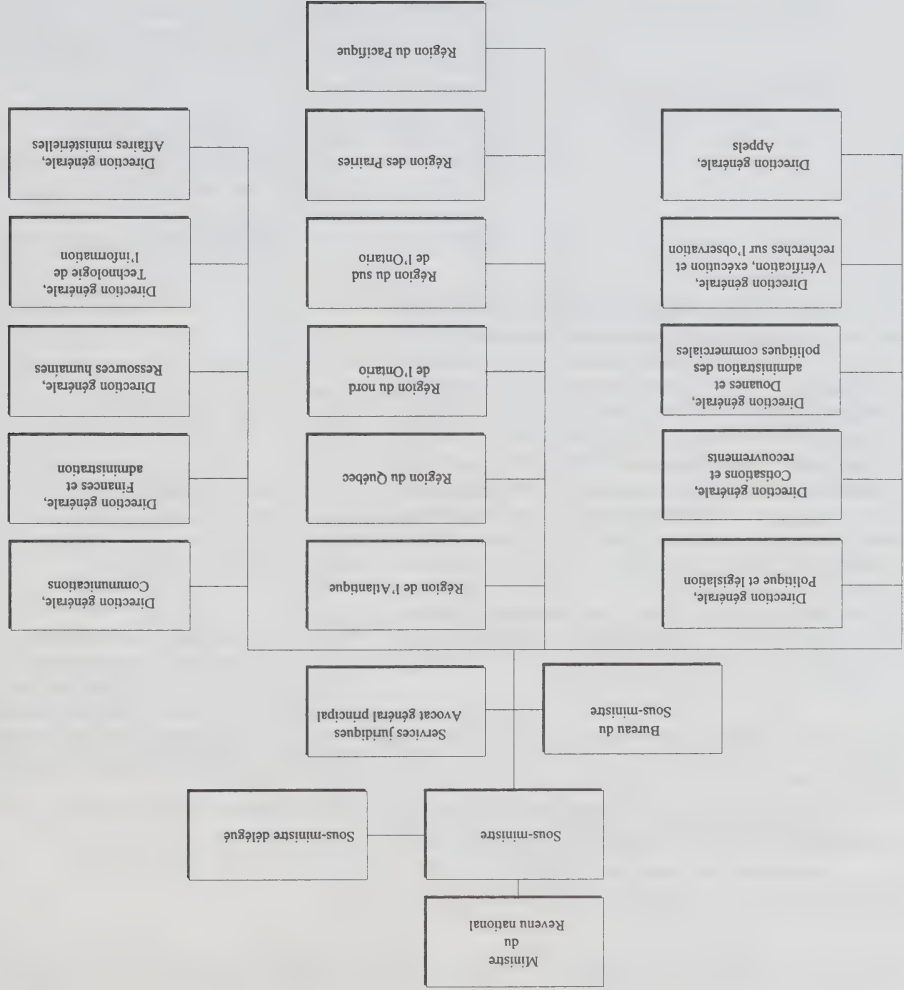 Ministre
du
Revenu national
Sous-ministre
Sous-ministre délégué
Bureau du
Sous-ministre
Services juridiques
Avocat général principal
Direction générale,
Politique et législation
Direction générale,
Cotisations et
recouvrements
Direction générale,
Douanes et
administration des
politiques commerciales
Direction générale,
Vérification, exécution et
recherches sur l'observation
Direction générale,
Appels
Région de l'Atlantique
Région du Québec
Région du nord
de l'Ontario
Région du sud
de l'Ontario
Région des Prairies
Région du Pacifique
Direction générale,
Communications
Direction générale,
Finances et
administration
Direction générale,
Ressources humaines
Direction générale,
Technologie de
l'information
Direction générale,
Affaires ministérielles